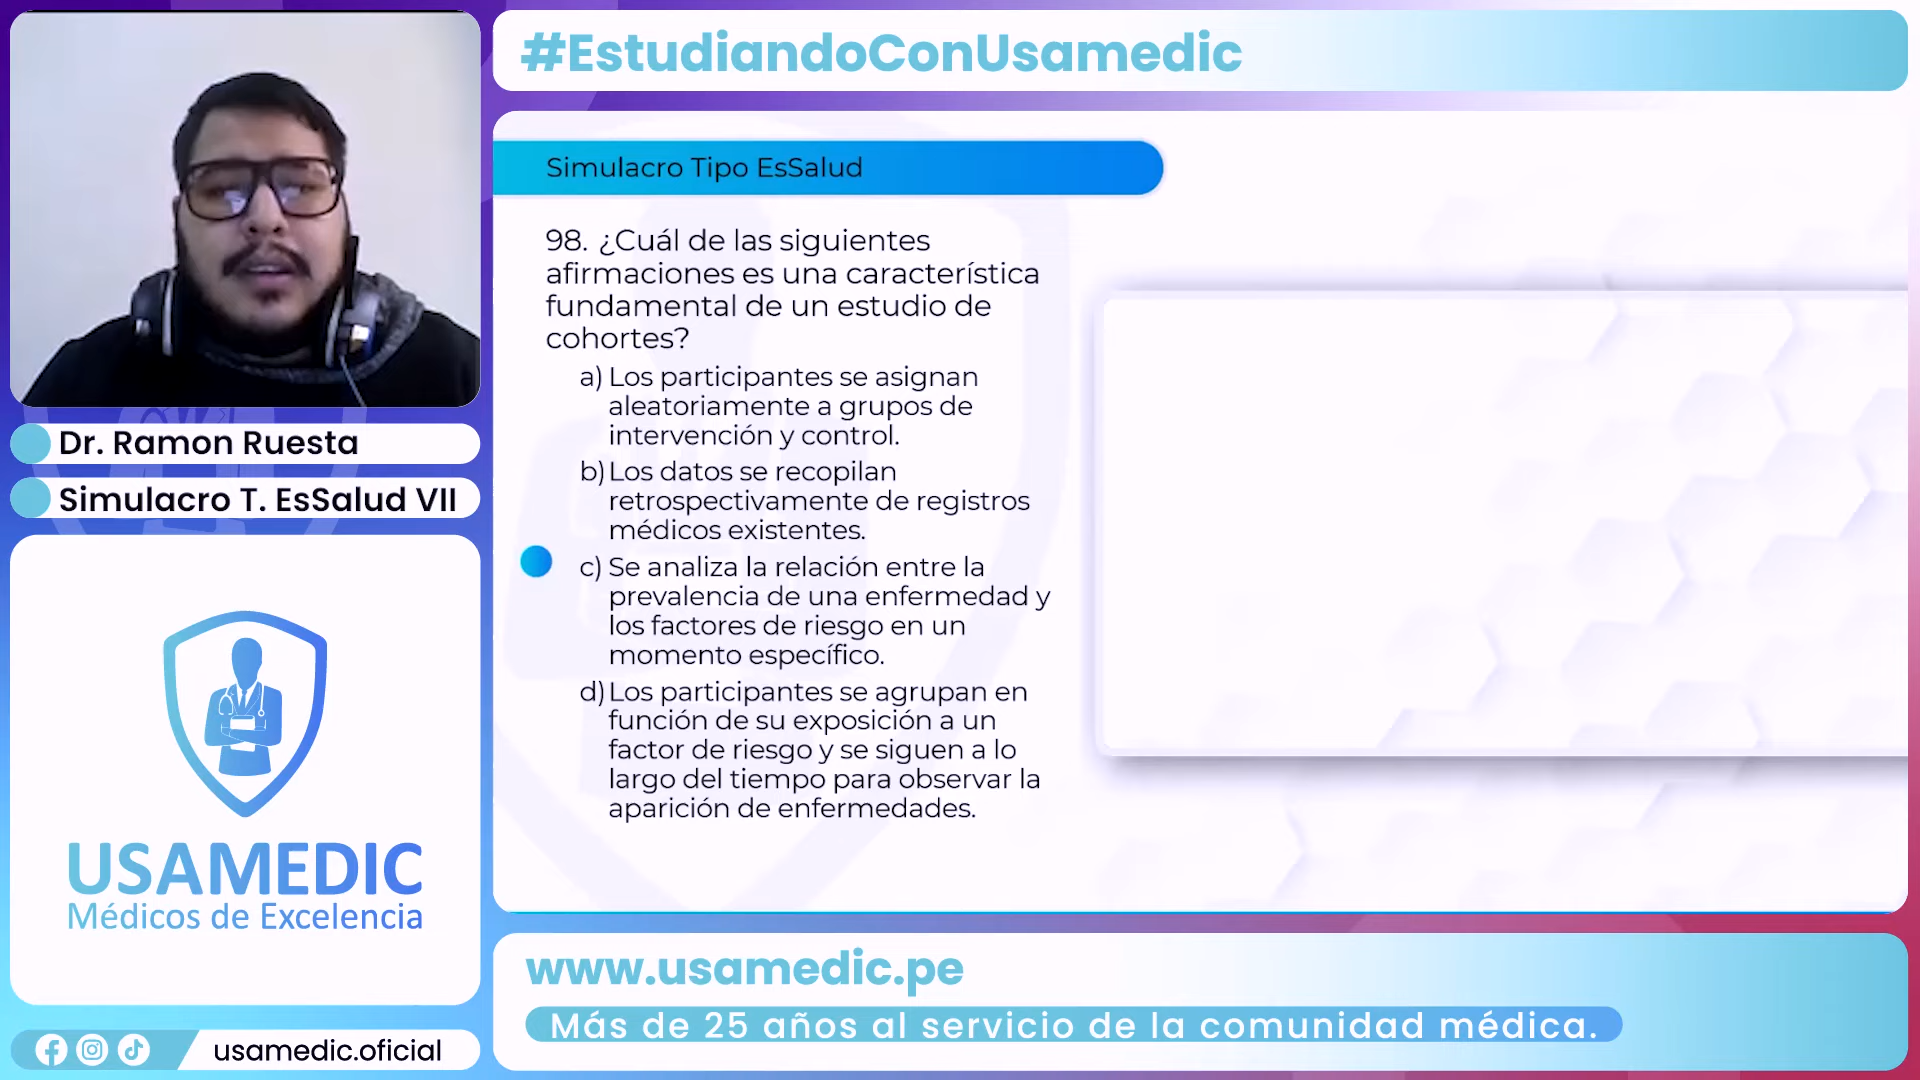 #EstudiandoConUsamedic
Simulacro Tipo EsSalud
98. ¿Cuál de las siguientes
afirmaciones es una característica
fundamental de un estudio de
cohortes?
a) Los participantes se asignan
aleatoriamente a grupos de
intervención y control.
b) Los datos se recopilan
retrospectivamente de registros
médicos existentes.
c) Se analiza la relación entre la
prevalencia de una enfermedad y
los factores de riesgo en un
momento específico.
d) Los participantes se agrupan en
función de su exposición a un
factor de riesgo y se siguen a lo
largo del tiempo para observar la
aparición de enfermedades.
Dr. Ramon Ruesta
Simulacro T. EsSalud VII
USAMEDIC
Médicos de Excelencia
usamedic.oficial
www.usamedic.pe
Más de 25 años al servicio de la comunidad médica.